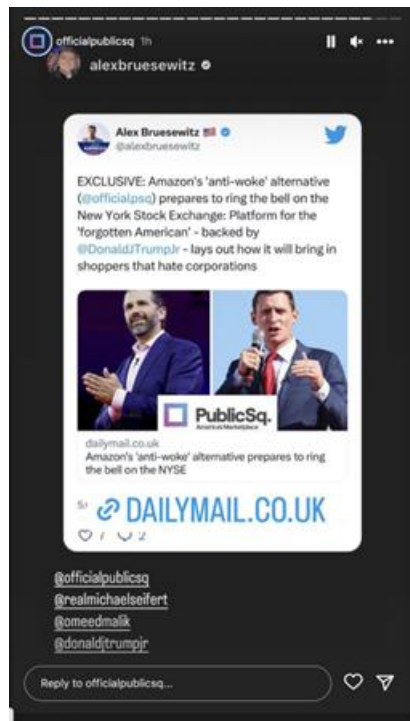 officialpublicsq 1h
alexbruesewitz
Alex Bruesewitz
@alexbruesewitz
EXCLUSIVE: Amazon's 'anti-woke' alternative
(@officialpsq) prepares to ring the bell on the
New York Stock Exchange: Platform for the
'forgotten American' - backed by
@DonaldJTrumpJr - lays out how it will bring in
shoppers that hate corporations
PublicSq.
America's Marketplace
dailymail.co.uk
Amazon's 'anti-woke' alternative prepares to ring
the bell on the NYSE
DAILYMAIL.CO.UK
2
@officialpublicsq
@realmichaelseifert
@omeedmalik
@donaldjtrumpjr
Reply to officialpublicsq...